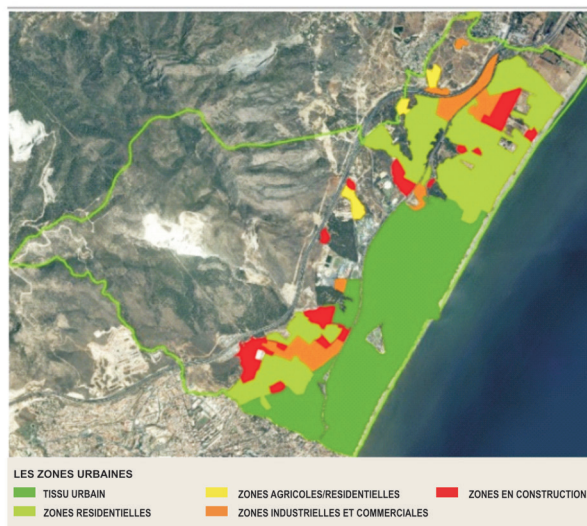 LES ZONES URBAINES
TISSU URBAIN
ZONES AGRICOLES/RESIDENTIELLES
ZONES EN CONSTRUCTION
ZONES RESIDENTIELLES
ZONES INDUSTRIELLES ET COMMERCIALES